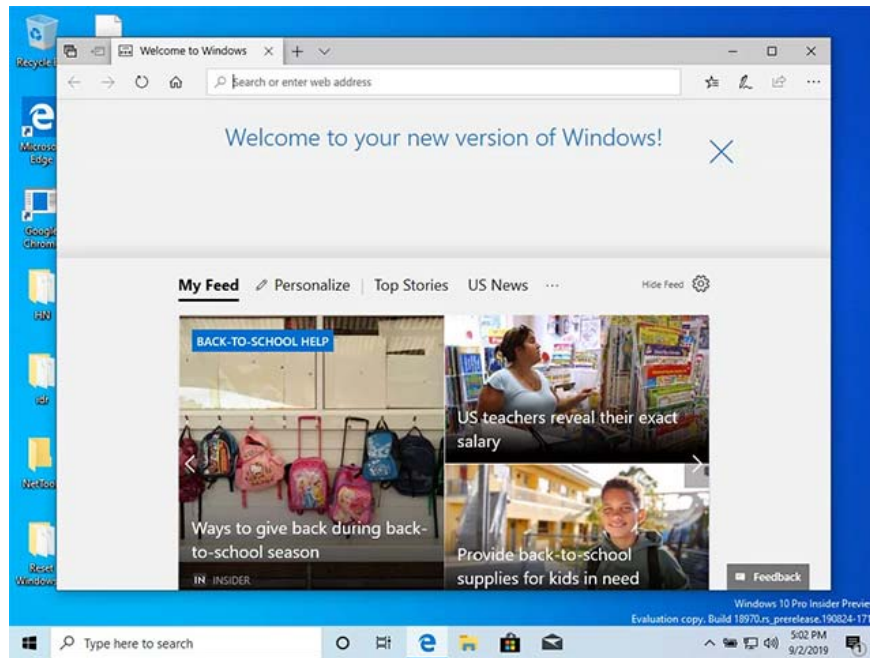 Recycle
Welcome to Windows
Search or enter web address
Microso
Edge
Welcome to your new version of Windows!
Google
Chrom
My Feed
Personalize
Top Stories
US News
Hide Feed
HN
idr
NetTool
Reset
Window
BACK-TO-SCHOOL HELP
Ways to give back during back-
to-school season
IN INSIDER
US teachers reveal their exact
salary
Provide back-to-school
supplies for kids in need
Feedback
Windows 10 Pro Insider Previe
Evaluation copy. Build 18970.rs_prerelease.190824-171
Type here to search
5:02 PM
9/2/2019